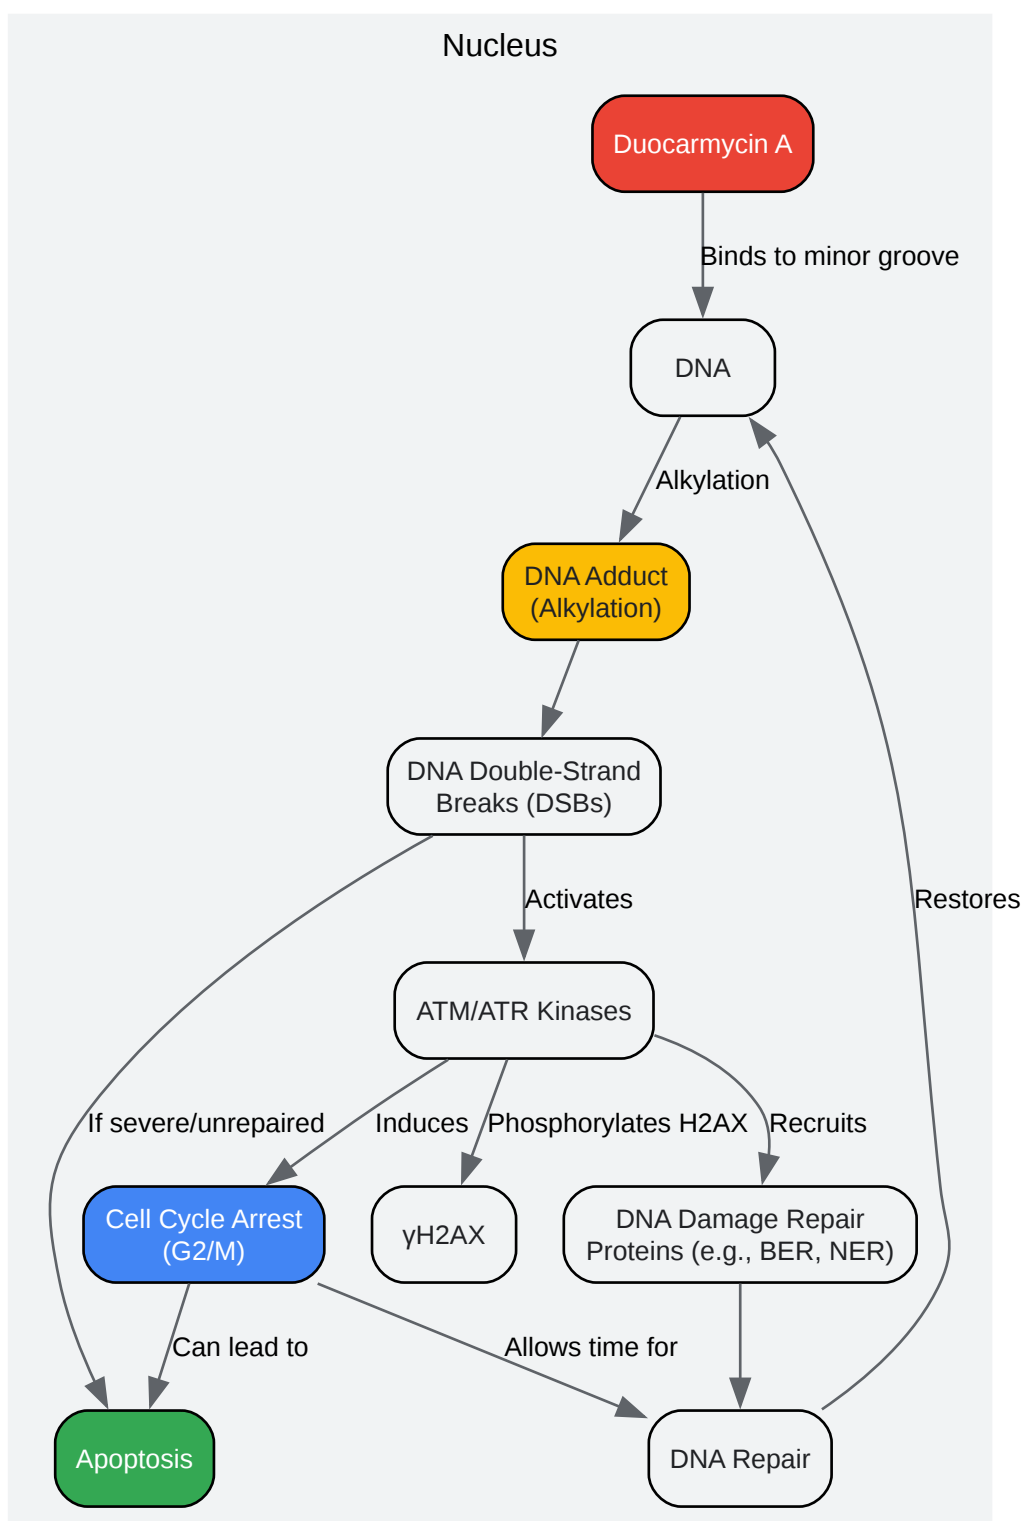 Nucleus
Duocarmycin A
Binds to minor groove
DNA
Alkylation
DNA Adduct
(Alkylation)
DNA Double-Strand
Breaks (DSBs)
Activates
Restores
ATM/ATR Kinases
If severe/unrepaired
Induces
Phosphorylates H2AX
Recruits
Cell Cycle Arrest
(G2/M)
γH2AX
DNA Damage Repair
Proteins (e.g., BER, NER)
Can lead to
Allows time for
Apoptosis
DNA Repair